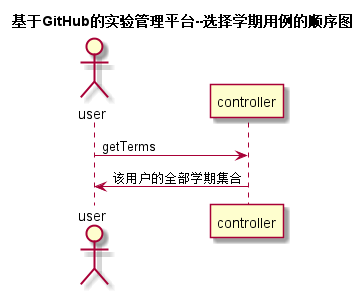 基于GitHub的实验管理平台--选择学期用例的顺序图
user
controller
getTerms
该用户的全部学期集合
user
controller